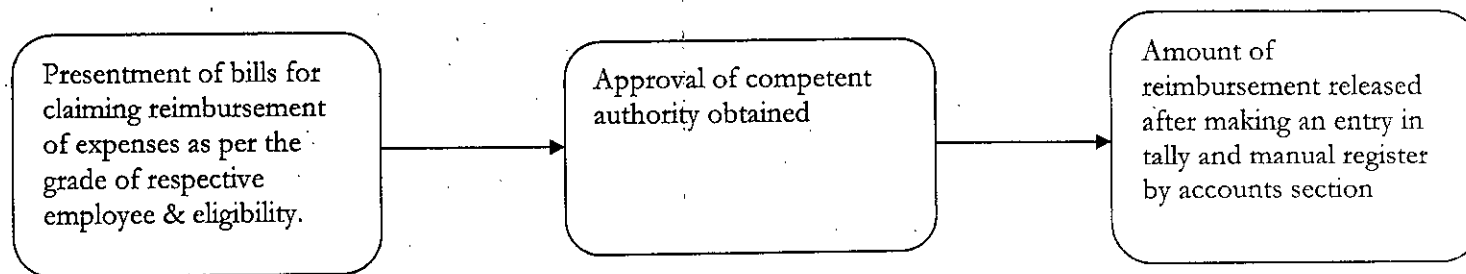 Presentment of bills for
claiming reimbursement
of expenses as per the
grade of respective
employee & eligibility.
Approval of competent
authority obtained
Amount of
reimbursement released
after making an entry in
tally and manual register
by accounts section